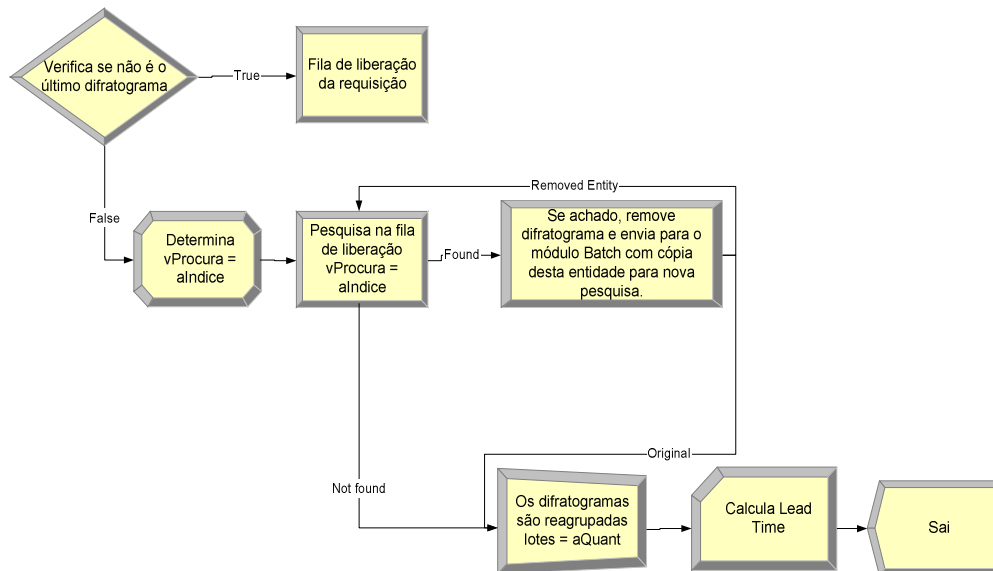 Verifica se não é o
último difratograma
True
Fila de liberação
da requisição
False
Determina
vProcura =
aIndice
Pesquisa na fila
de liberação
vProcura =
aIndice
Found
Removed Entity
Se achado, remove
difratograma e envia para o
módulo Batch com cópia
desta entidade para nova
pesquisa.
Original
Not found
Os difratogramas
são reagrupadas
lotes = aQuant
Calcula Lead
Time
Sai